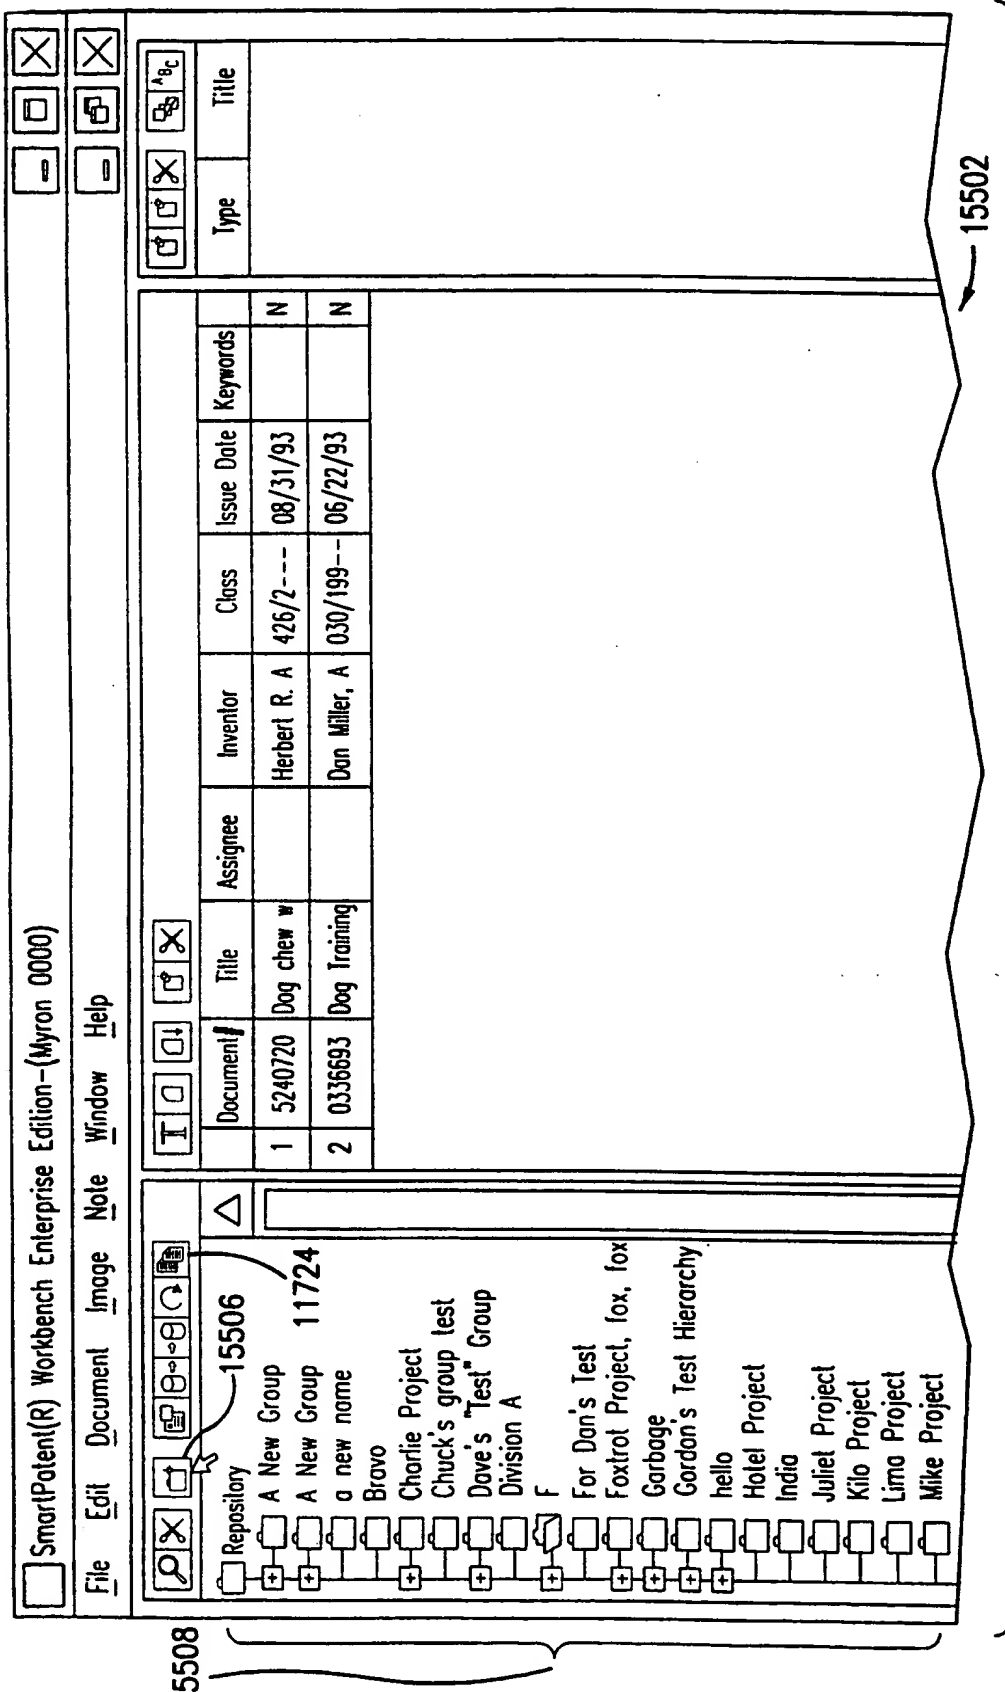 SmartPatent(R) Workbench Enterprise Edition-(Myron 0000)
File Edit Document Image Note Window Help
ABC
Repository
A New Group
A New Group
a new name
Bravo
Charlie Project
Chuck's group test
Dave's "Test" Group
Division A
F
For Dan's Test
Foxtrot Project, fox, fox
Garbage
Gordon's Test Hierarchy
hello
Hotel Project
India
Juliet Project
Kilo Project
Lima Project
Mike Project
15506
11724
5508
Document Title Assignee Inventor Class Issue Date Keywords
1 5240720 Dog chew w Herbert R. A 426/2--- 08/31/93 N
2 0336693 Dog Training Dan Miller, A 030/199-- 06/22/93 N
Type Title
15502